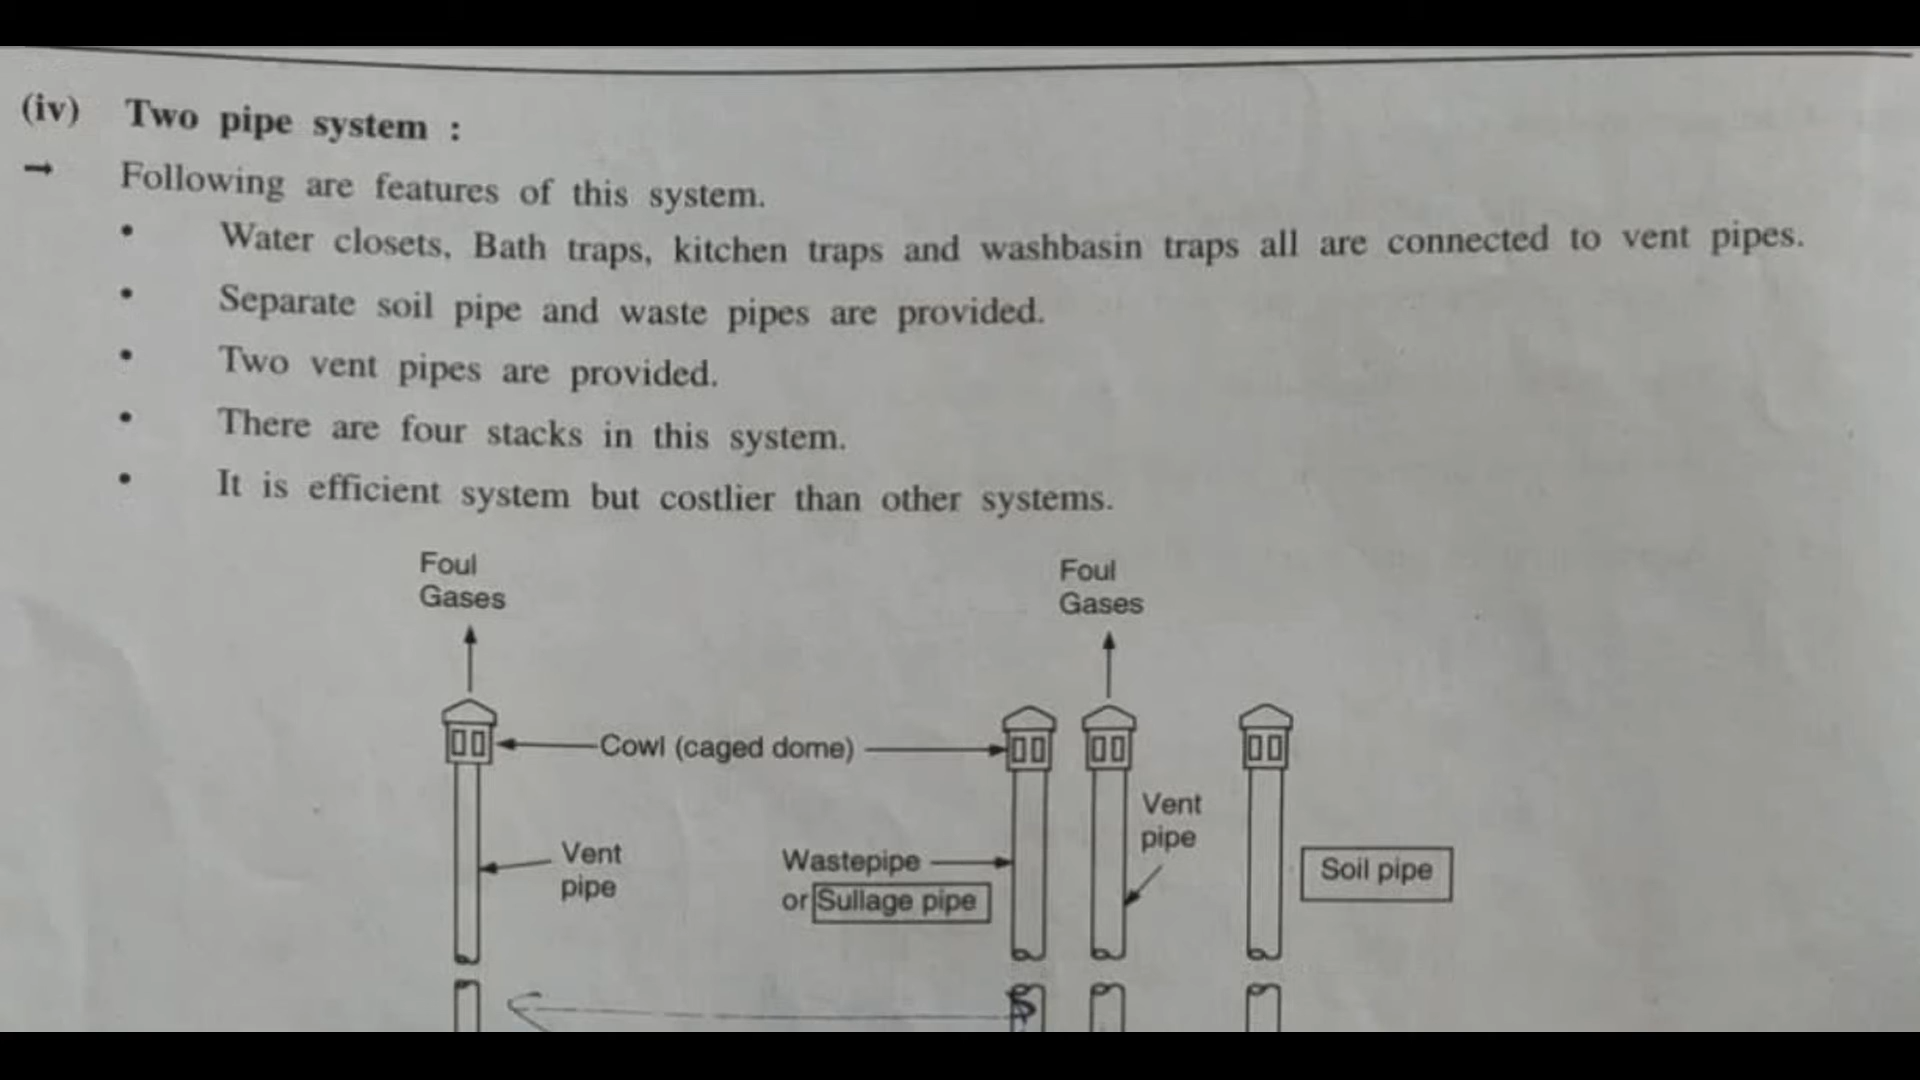 (iv) Two pipe system :
→ Following are features of this system.
• Water closets, Bath traps, kitchen traps and washbasin traps all are connected to vent pipes.
• Separate soil pipe and waste pipes are provided.
• Two vent pipes are provided.
• There are four stacks in this system.
• It is efficient system but costlier than other systems.
Foul
Gases
Foul
Gases
Cowl (caged dome)
Vent
pipe
Wastepipe
or Sullage pipe
Vent
pipe
Soil pipe